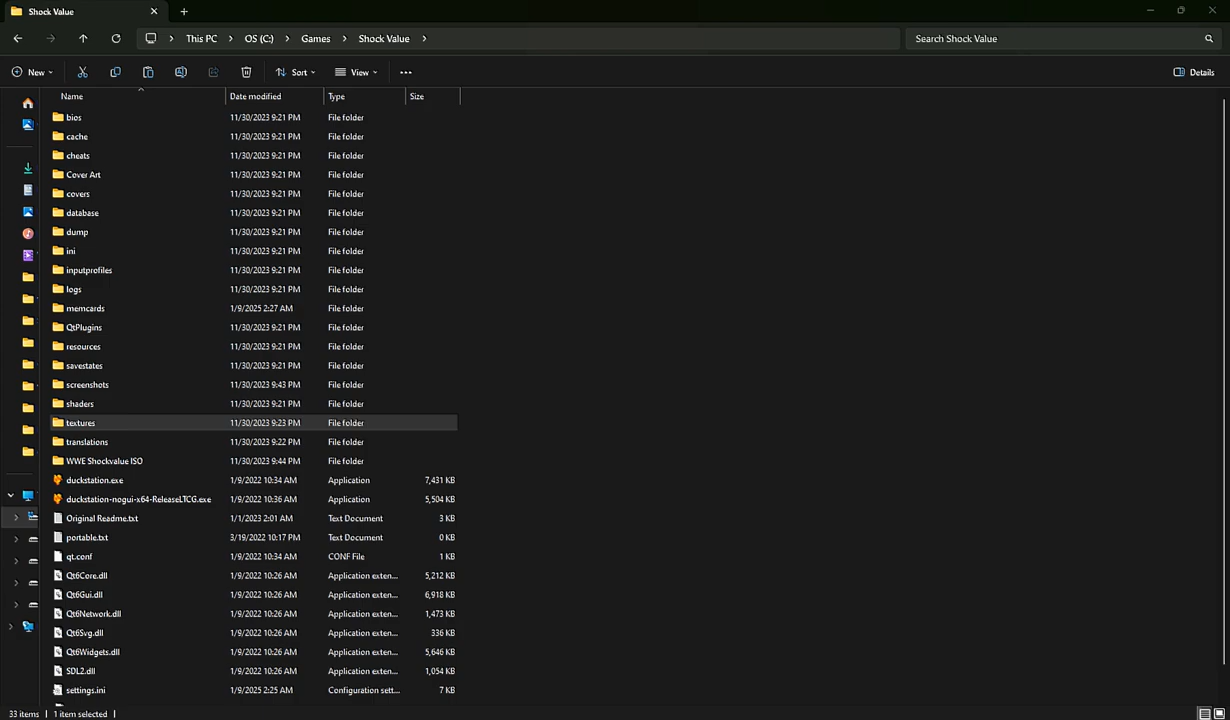 Shock Value
This PC > OS (C:) > Games > Shock Value >
Search Shock Value
New
Sort
View
Details
Name Date modified Type Size
bios 11/30/2023 9:21 PM File folder
cache 11/30/2023 9:21 PM File folder
cheats 11/30/2023 9:21 PM File folder
Cover Art 11/30/2023 9:21 PM File folder
covers 11/30/2023 9:21 PM File folder
database 11/30/2023 9:21 PM File folder
dump 11/30/2023 9:21 PM File folder
ini 11/30/2023 9:21 PM File folder
inputprofiles 11/30/2023 9:21 PM File folder
logs 11/30/2023 9:21 PM File folder
memcards 1/9/2025 2:27 AM File folder
QtPlugins 11/30/2023 9:21 PM File folder
resources 11/30/2023 9:21 PM File folder
savestates 11/30/2023 9:21 PM File folder
screenshots 11/30/2023 9:43 PM File folder
shaders 11/30/2023 9:21 PM File folder
textures 11/30/2023 9:23 PM File folder
translations 11/30/2023 9:22 PM File folder
WWE Shockvalue ISO 11/30/2023 9:44 PM File folder
duckstation.exe 1/9/2022 10:34 AM Application 7,431 KB
duckstation-nogui-x64-ReleaseLTCG.exe 1/9/2022 10:36 AM Application 5,504 KB
Original Readme.txt 1/1/2023 2:01 AM Text Document 3 KB
portable.txt 3/19/2022 10:17 PM Text Document 0 KB
qt.conf 1/9/2022 10:34 AM CONF File 1 KB
Qt6Core.dll 1/9/2022 10:26 AM Application exten... 5,212 KB
Qt6Gui.dll 1/9/2022 10:26 AM Application exten... 6,918 KB
Qt6Network.dll 1/9/2022 10:26 AM Application exten... 1,473 KB
Qt6Svg.dll 1/9/2022 10:26 AM Application exten... 336 KB
Qt6Widgets.dll 1/9/2022 10:26 AM Application exten... 5,646 KB
SDL2.dll 1/9/2022 10:26 AM Application exten... 1,054 KB
settings.ini 1/9/2025 2:25 AM Configuration sett... 7 KB
33 items 1 item selected